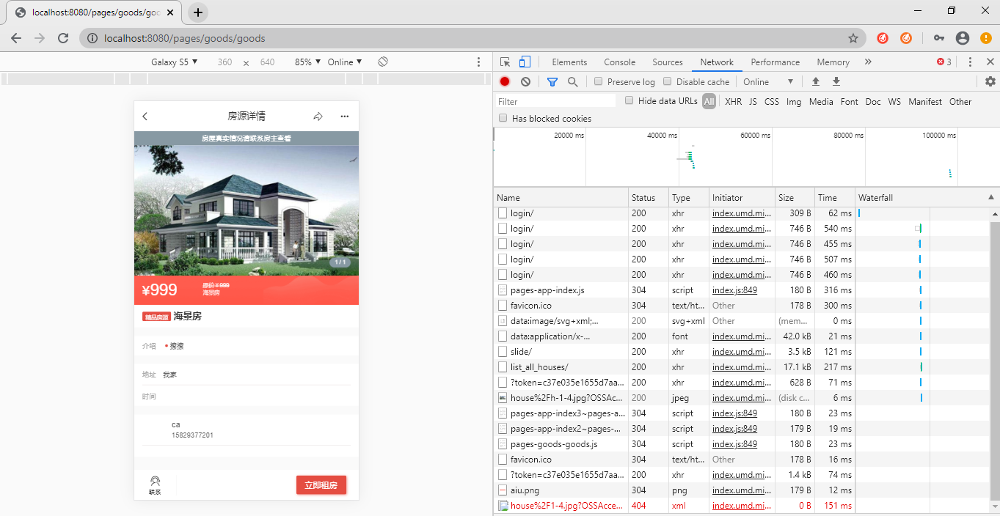 localhost:8080/pages/goods/goo
localhost:8080/pages/goods/goods
Galaxy S5 ▼ 360 × 640 85% ▼ Online ▼
房源详情
房屋真实情况请联系房主查看
1 / 1
¥999
原价¥999
海景房
精品房源 海景房
介绍 • 擦擦
地址 我家
时间
ca
15829377201
联系
立即租房
Elements Console Sources Network Performance Memory » 3
Preserve log Disable cache Online ▼
Filter Hide data URLs All XHR JS CSS Img Media Font Doc WS Manifest Other
Has blocked cookies
20000 ms 40000 ms 60000 ms 80000 ms 100000 ms
Name Status Type Initiator Size Time Waterfall
login/ 200 xhr index.umd.mi... 309 B 62 ms
login/ 200 xhr index.umd.mi... 746 B 540 ms
login/ 200 xhr index.umd.mi... 746 B 455 ms
login/ 200 xhr index.umd.mi... 746 B 507 ms
login/ 200 xhr index.umd.mi... 746 B 460 ms
pages-app-index.js 304 script index.js:849 180 B 316 ms
favicon.ico 304 text/ht... Other 178 B 300 ms
data:image/svg+xml;... 200 svg+xml Other (mem... 0 ms
data:application/x-... 200 font index.umd.mi... 42.0 kB 21 ms
slide/ 200 xhr index.umd.mi... 3.5 kB 121 ms
list_all_houses/ 200 xhr index.umd.mi... 17.1 kB 217 ms
?token=c37e035e1655d7aa... 200 xhr index.umd.mi... 628 B 71 ms
house%2Fh-1-4.jpg?OSSAc... 200 jpeg index.umd.mi... (disk c... 6 ms
pages-app-index3~pages-a... 304 script index.js:849 180 B 23 ms
pages-app-index2~pages-... 304 script index.js:849 179 B 19 ms
pages-goods-goods.js 304 script index.js:849 180 B 23 ms
favicon.ico 304 text/ht... Other 178 B 16 ms
?token=c37e035e1655d7aa... 200 xhr index.umd.mi... 1.4 kB 74 ms
aiu.png 304 png index.umd.mi... 179 B 12 ms
house%2F1-4.jpg?OSSAcce... 404 xml index.umd.mi... 0 B 151 ms